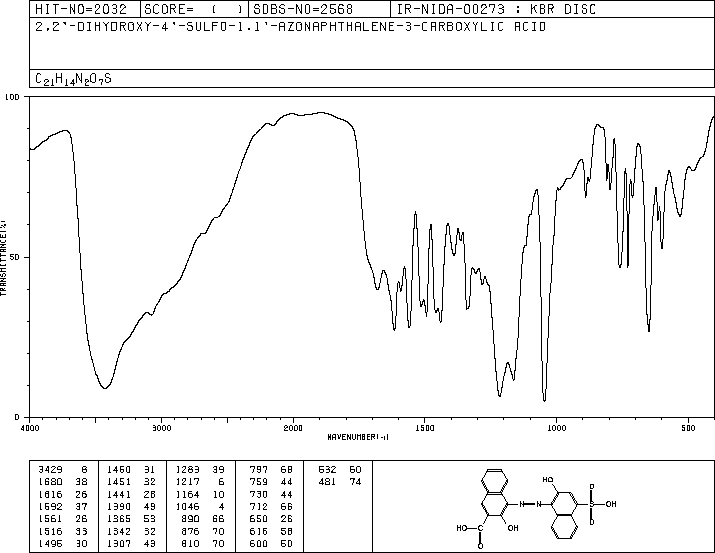 HIT-NO=2032 |SCORE= (   )|SDBS-NO=2568 |IR-NIDA-00273 : KBR DISC
2,2'-DIHYDROXY-4'-SULFO-1,1'-AZONAPHTHALENE-3-CARBOXYLIC ACID
C21H14N2O7S
100
50
0
TRANSMITTANCE(%)
4000 3000 2000 1500 1000 500
WAVENUMBER(-1)
3429 8 1460 31 1283 39 797 68 532 60
1680 38 1451 32 1217 6 759 44 481 74
1616 26 1441 28 1164 10 730 44
1592 37 1390 49 1046 4 712 66
1561 26 1365 53 890 66 650 26
1516 33 1342 32 876 70 616 58
1495 30 1307 43 810 70 600 50
HO O
N N S OH
HO C OH O
O